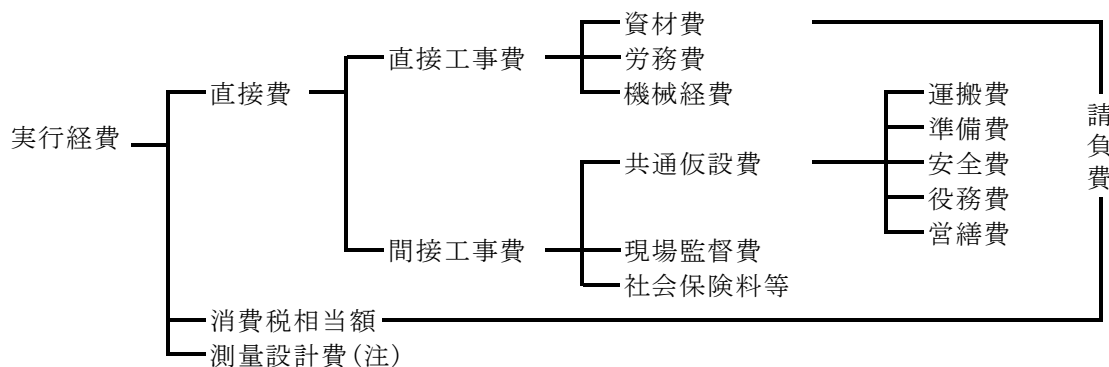 実行経費
直接費
直接工事費
資材費
労務費
機械経費
間接工事費
共通仮設費
運搬費
準備費
安全費
役務費
営繕費
現場監督費
社会保険料等
消費税相当額
測量設計費(注)
請負費